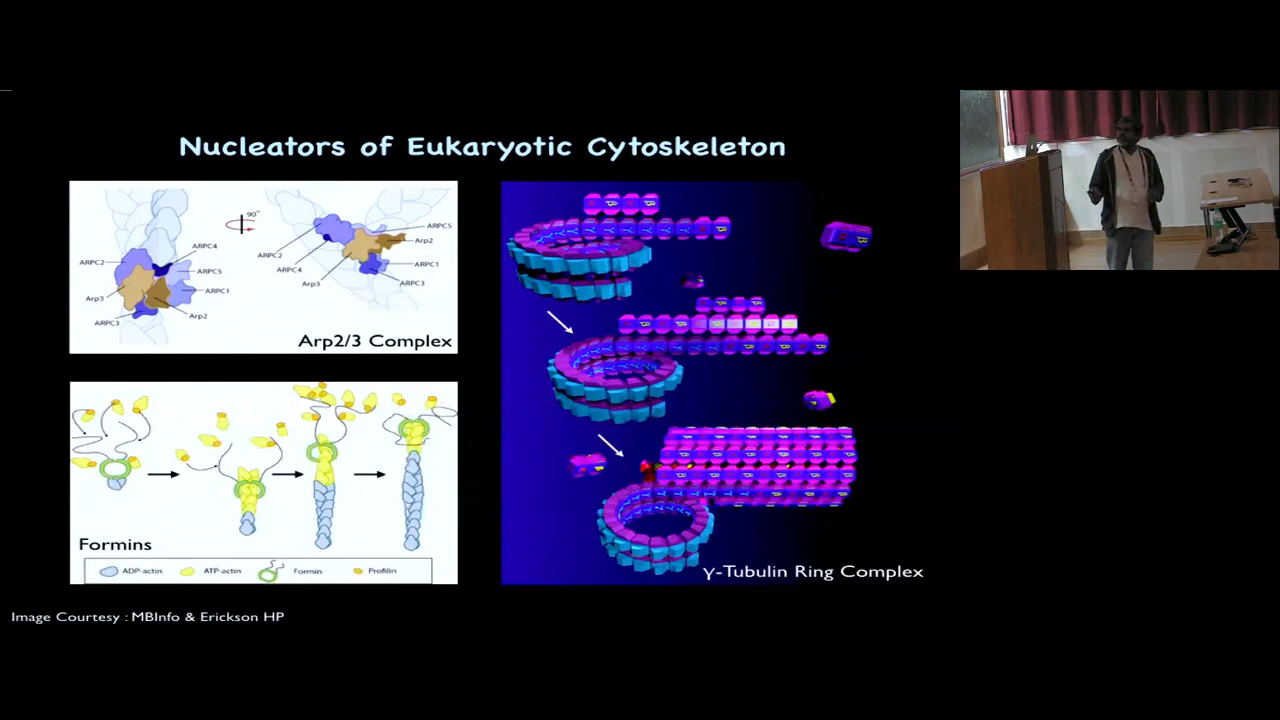 Nucleators of Eukaryotic Cytoskeleton
90°
ARPC4
ARPC2
ARPC5
Arp3
ARPC1
ARPC3
Arp2
ARPC5
Arp2
ARPC2
ARPC4
ARPC1
Arp3
ARPC3
Arp2/3 Complex
Formins
ADP-actin
ATP-actin
Formin
Profilin
γ-Tubulin Ring Complex
Image Courtesy : MBInfo & Erickson HP